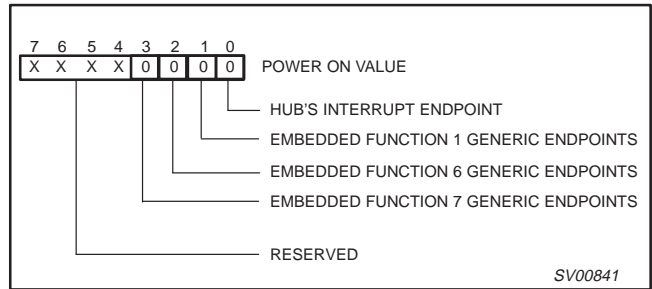 7 6 5 4 3 2 1 0
X X X X 0 0 0 0 POWER ON VALUE
HUB'S INTERRUPT ENDPOINT
EMBEDDED FUNCTION 1 GENERIC ENDPOINTS
EMBEDDED FUNCTION 6 GENERIC ENDPOINTS
EMBEDDED FUNCTION 7 GENERIC ENDPOINTS
RESERVED
SV00841